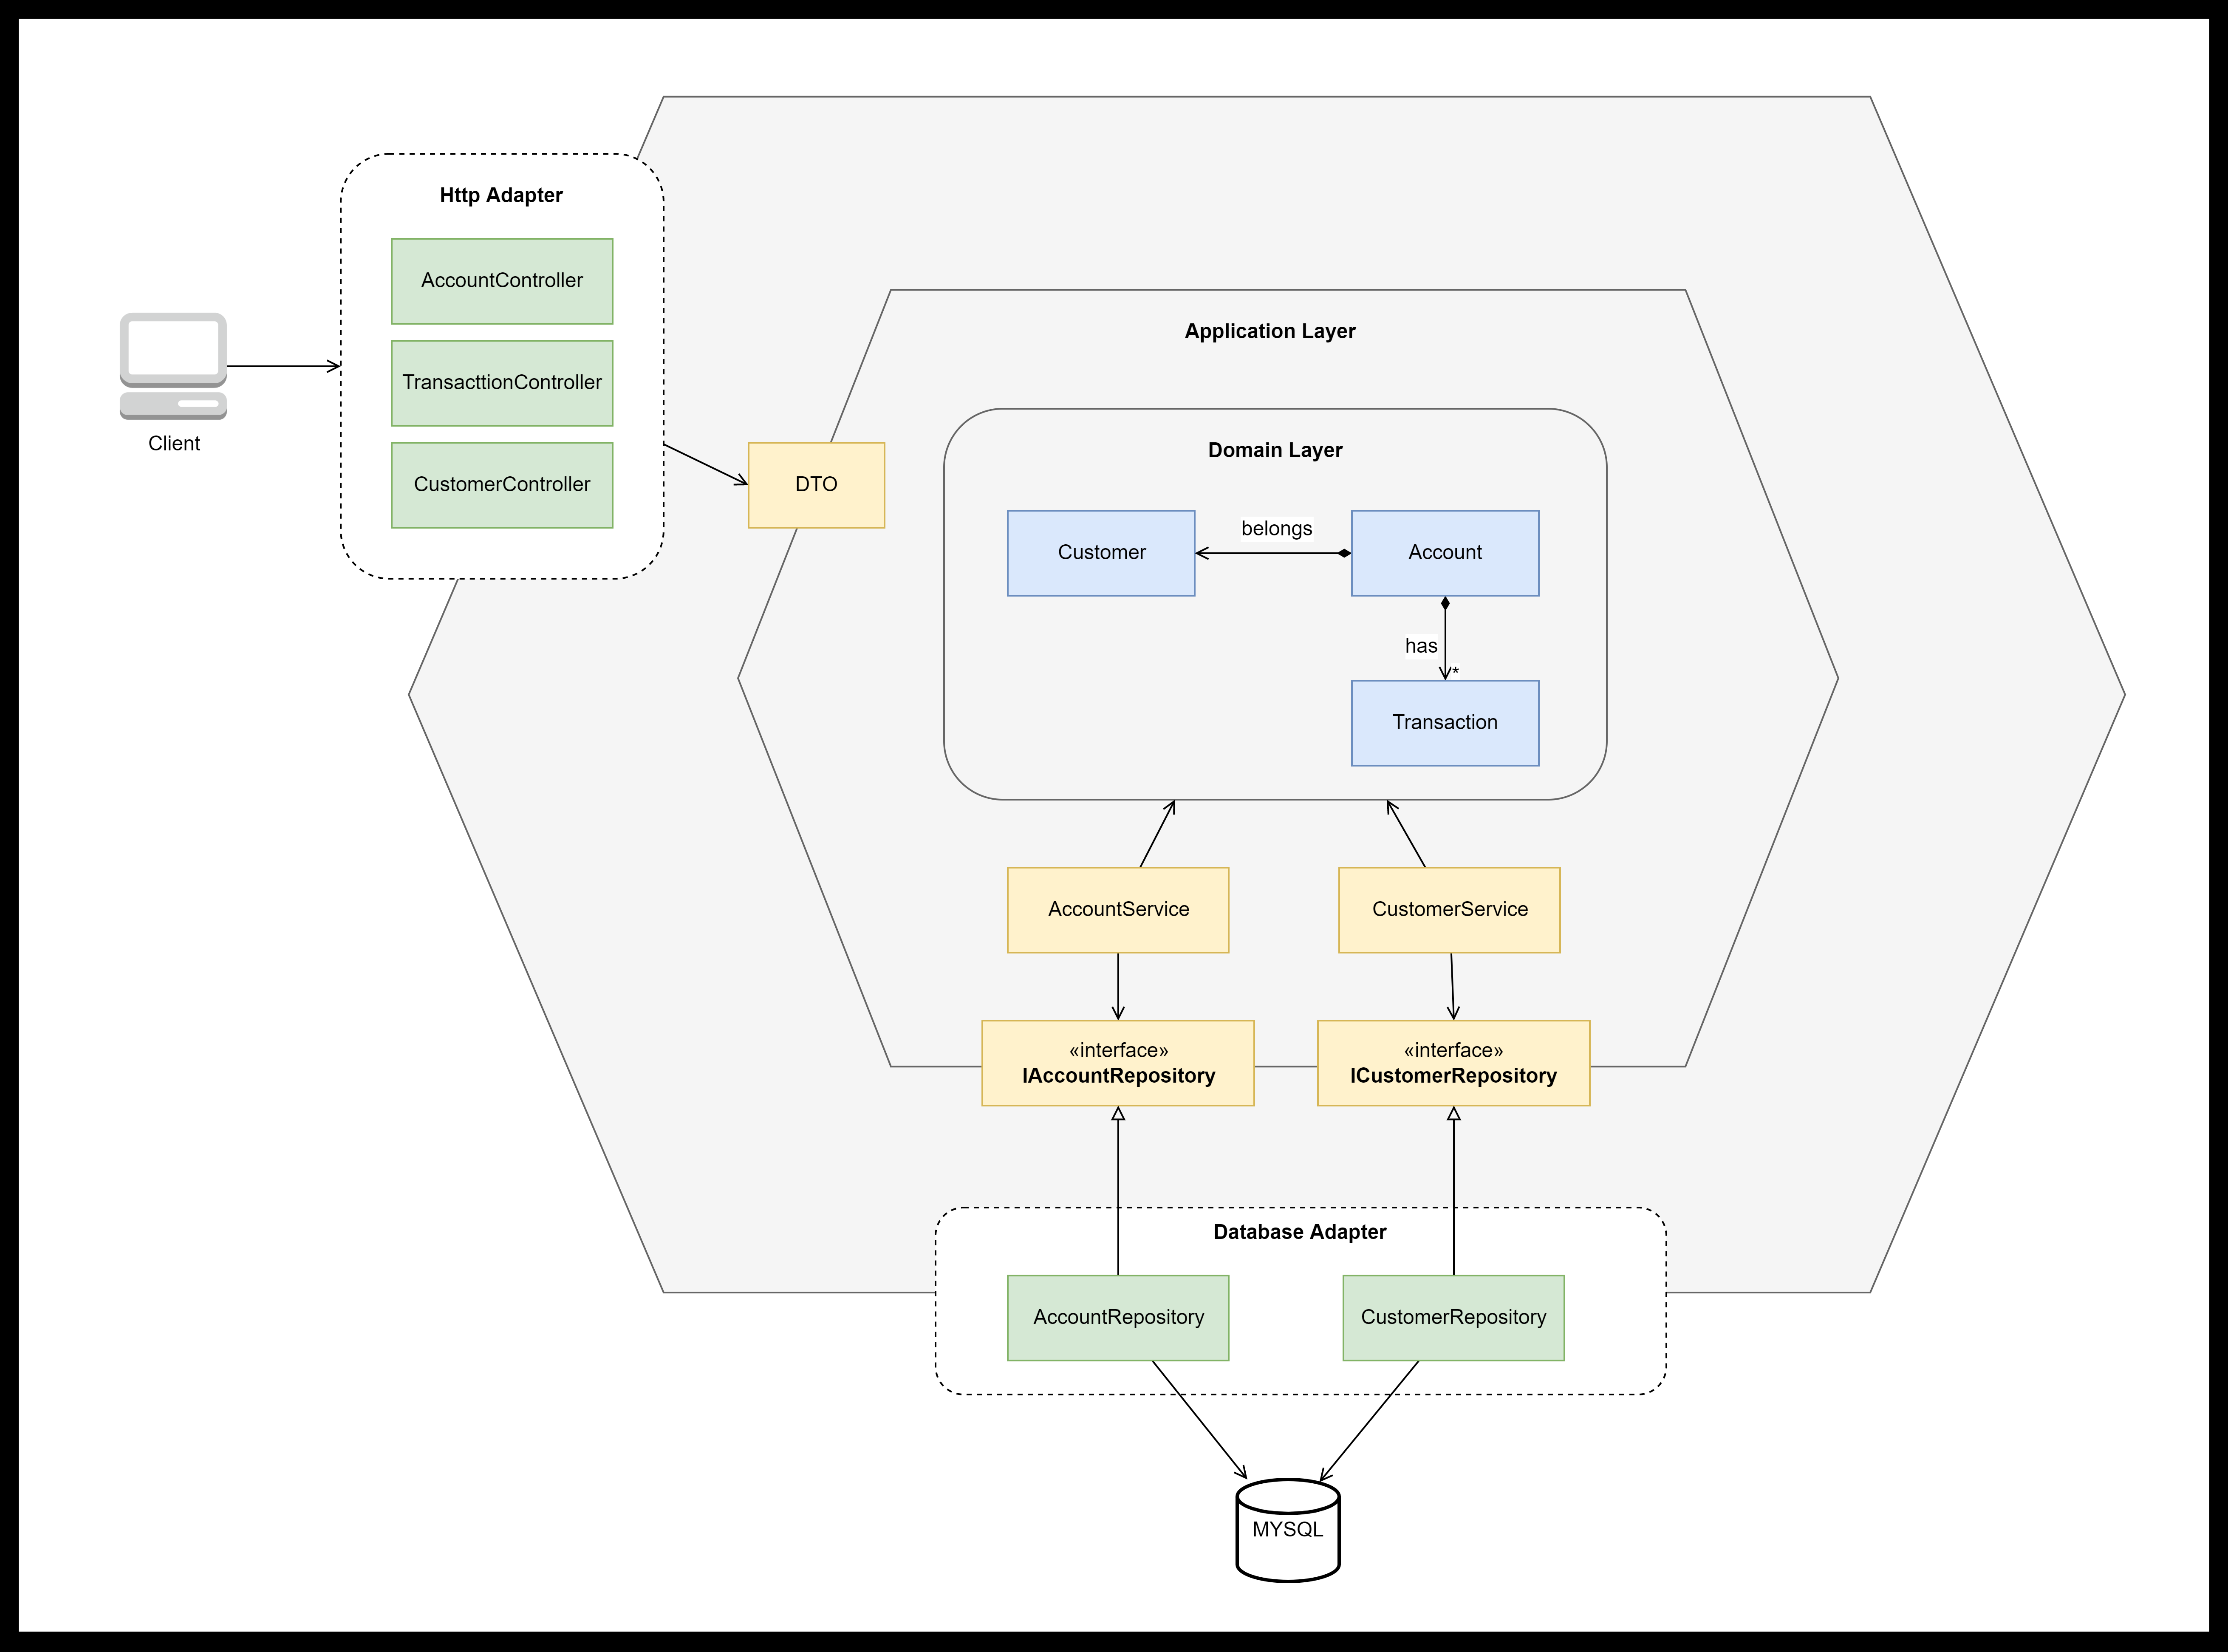 Http Adapter
AccountController
TransacttionController
CustomerController
Client
DTO
Application Layer
Domain Layer
Customer
belongs
Account
has
*
Transaction
AccountService
CustomerService
«interface»
IAccountRepository
«interface»
ICustomerRepository
Database Adapter
AccountRepository
CustomerRepository
MYSQL